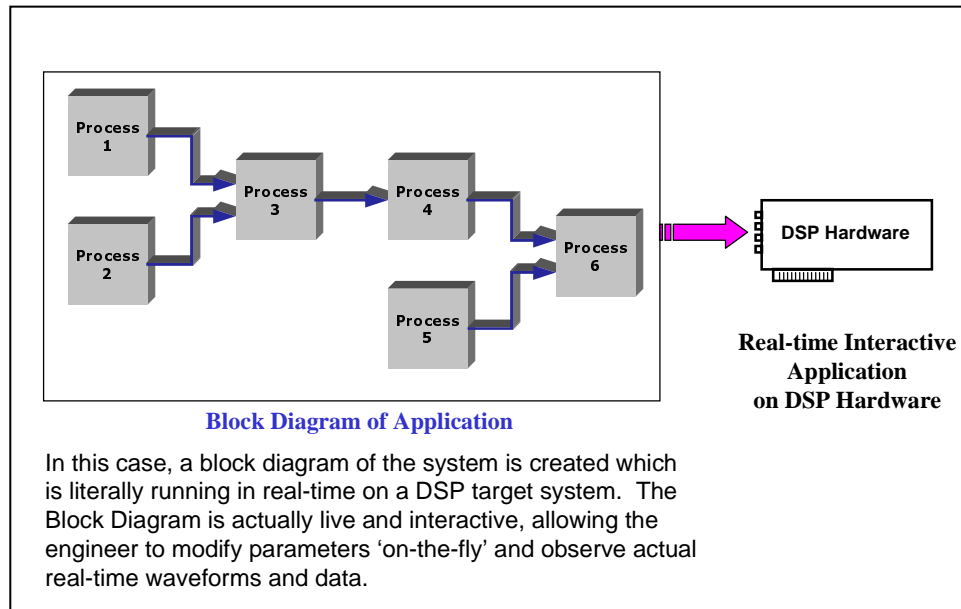 Process
1
Process
2
Process
3
Process
4
Process
5
Process
6
DSP Hardware
Real-time Interactive
Application
on DSP Hardware
Block Diagram of Application
In this case, a block diagram of the system is created which
is literally running in real-time on a DSP target system.  The
Block Diagram is actually live and interactive, allowing the
engineer to modify parameters ‘on-the-fly’ and observe actual
real-time waveforms and data.